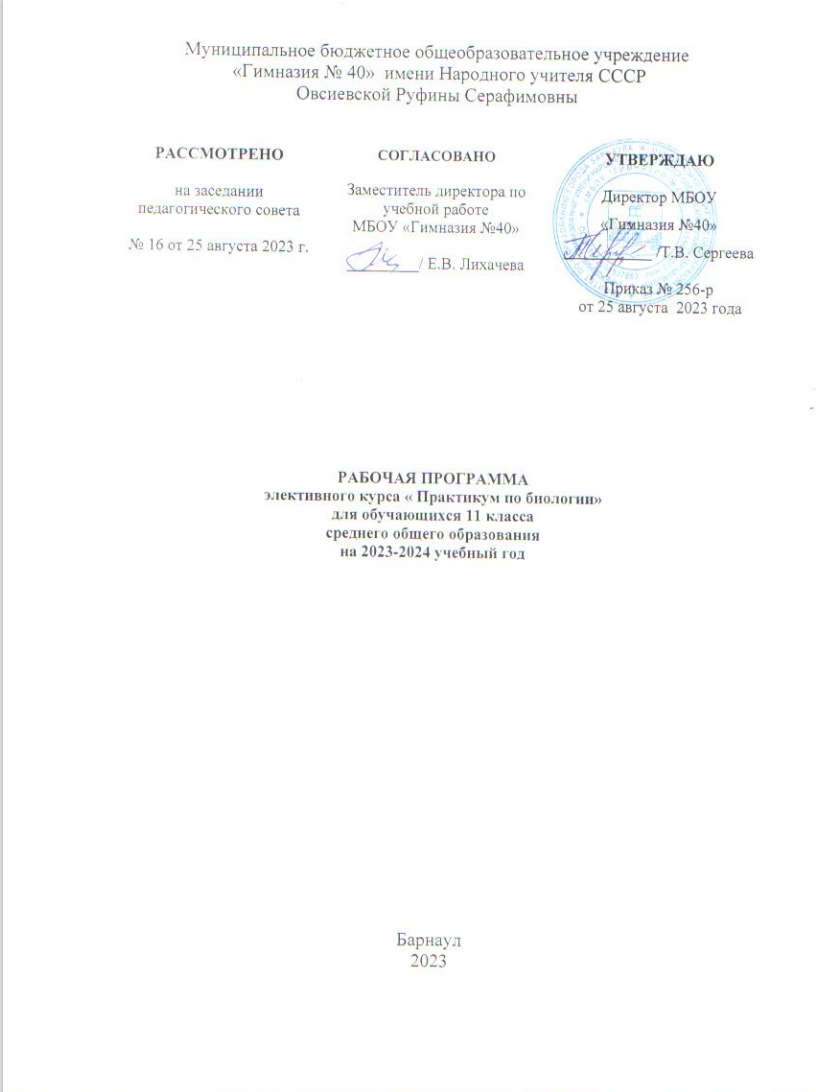 Муниципальное бюджетное общеобразовательное учреждение
«Гимназия № 40» имени Народного учителя СССР
Овсиевской Руфины Серафимовны
РАССМОТРЕНО
на заседании
педагогического совета
№ 16 от 25 августа 2023 г.
СОГЛАСОВАНО
Заместитель директора по
учебной работе
МБОУ «Гимназия №40»
/ Е.В. Лихачева
УТВЕРЖДАЮ
Директор МБОУ
«Гимназия №40»
/Т.В. Сергеева
Приказ № 256-р
от 25 августа 2023 года
РАБОЧАЯ ПРОГРАММА
элективного курса « Практикум по биологии»
для обучающихся 11 класса
среднего общего образования
на 2023-2024 учебный год
Барнаул
2023